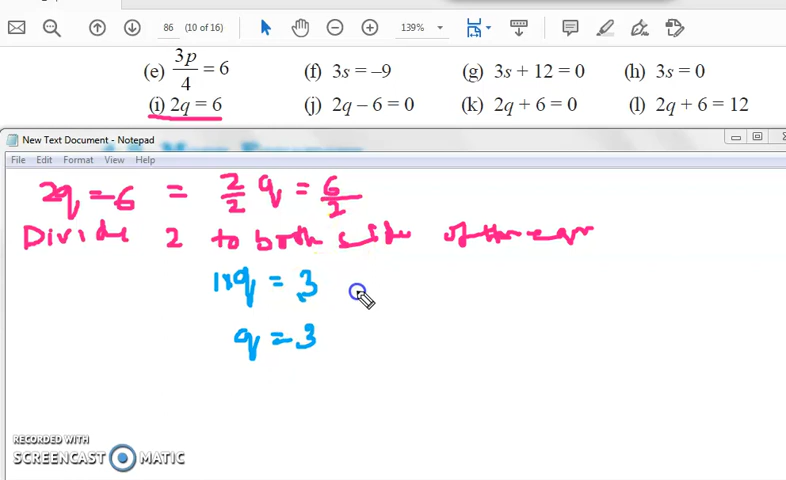 86 (10 of 16) 139%
(e) 3p/4 = 6 (f) 3s = –9 (g) 3s + 12 = 0 (h) 3s = 0
(i) 2q = 6 (j) 2q – 6 = 0 (k) 2q + 6 = 0 (l) 2q + 6 = 12
New Text Document - Notepad
File Edit Format View Help
2q = 6 = 2/2 q = 6/2
Divide 2 to both side of the eqn
1xq = 3
q = 3
RECORDED WITH
SCREENCAST MATIC